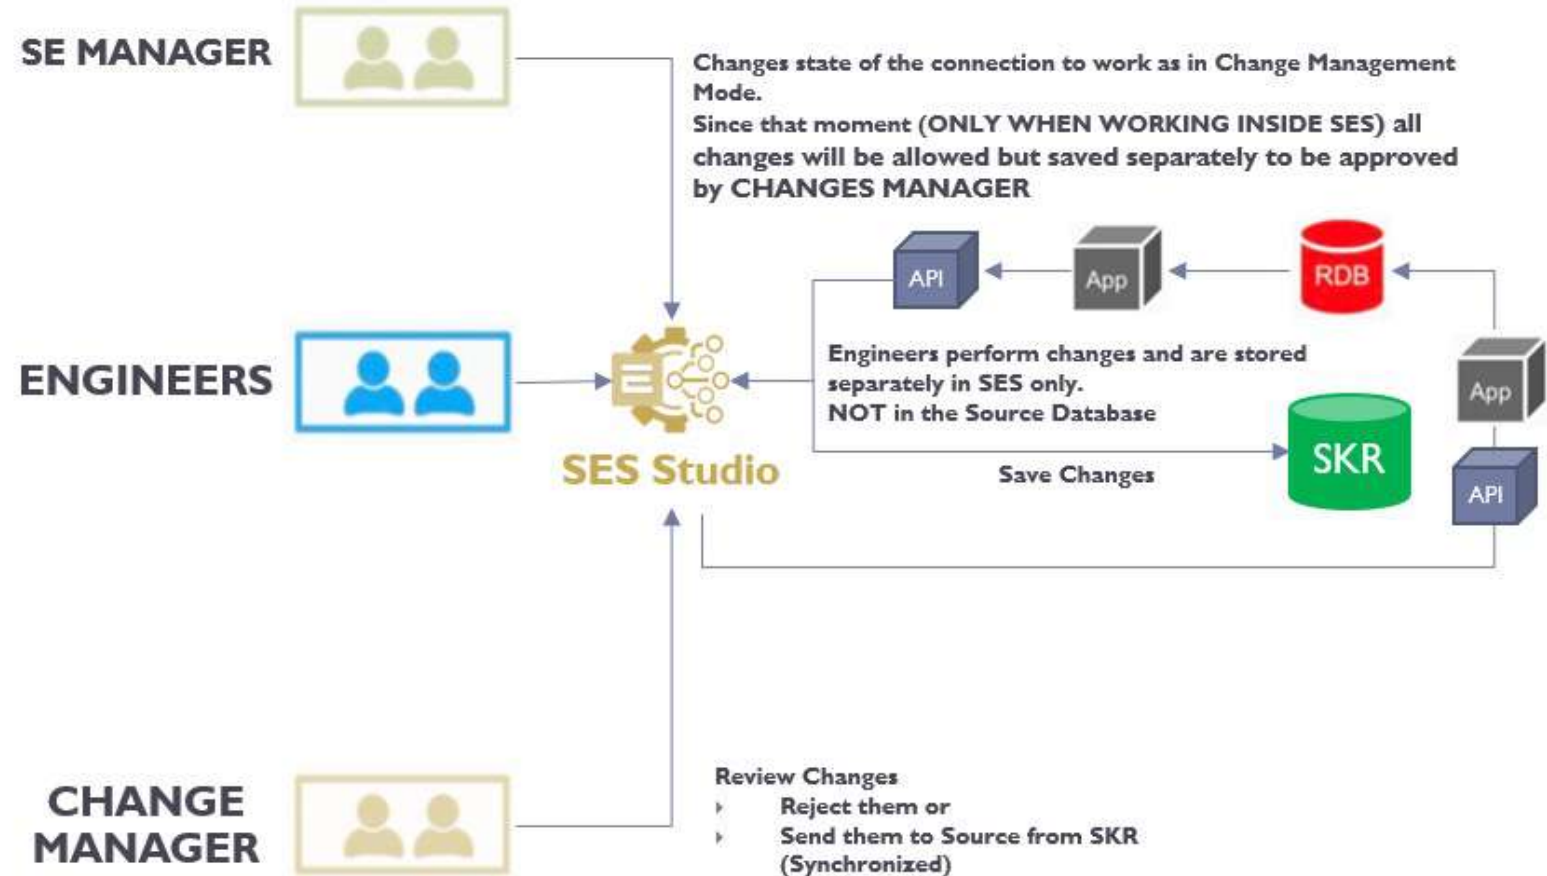 SE MANAGER
Changes state of the connection to work as in Change Management
Mode.
Since that moment (ONLY WHEN WORKING INSIDE SES) all
changes will be allowed but saved separately to be approved
by CHANGES MANAGER
API
App
RDB
ENGINEERS
Engineers perform changes and are stored
separately in SES only.
NOT in the Source Database
App
SES Studio
SKR
Save Changes
API
CHANGE
MANAGER
Review Changes
Reject them or
Send them to Source from SKR
(Synchronized)